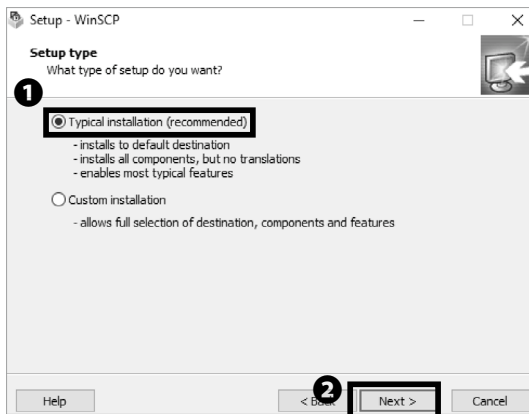 Setup - WinSCP
Setup type
What type of setup do you want?
1
Typical installation (recommended)
- installs to default destination
- installs all components, but no translations
- enables most typical features
Custom installation
- allows full selection of destination, components and features
2
Help
Next >
Cancel